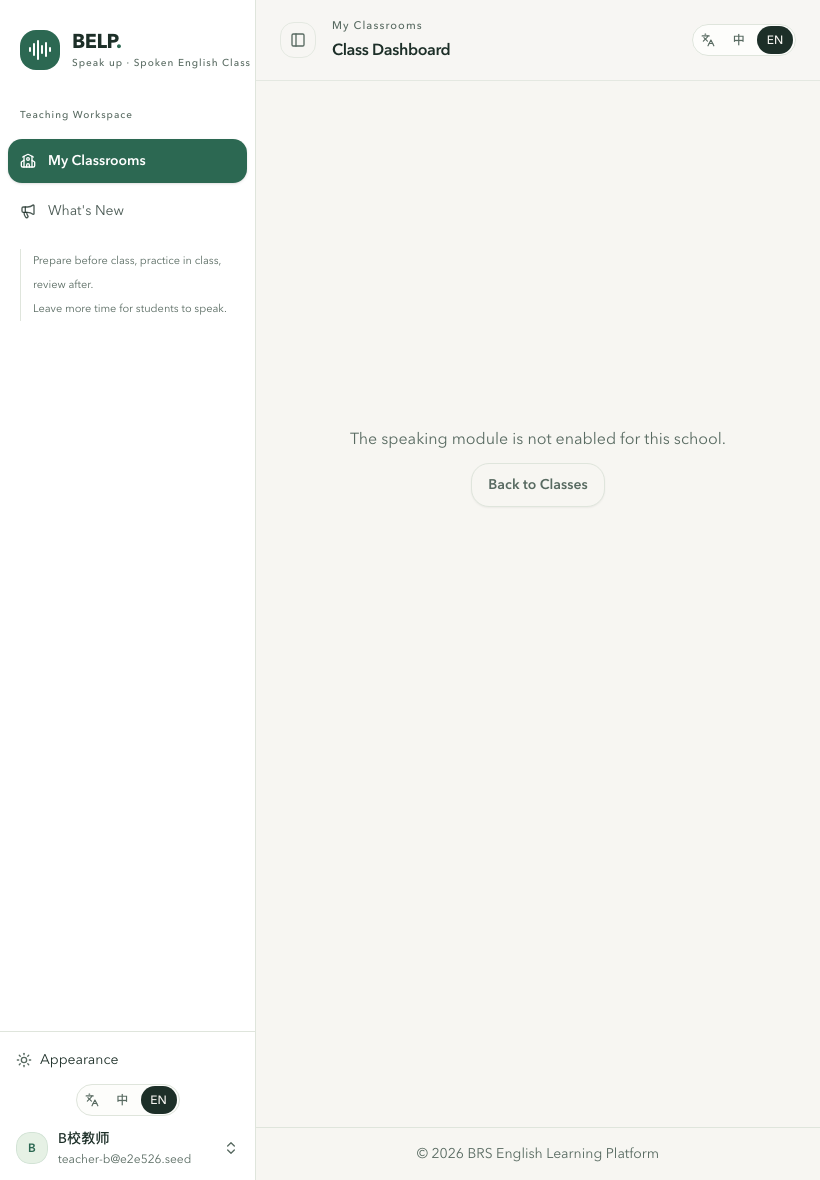 BELP.
Speak up · Spoken English Class
Teaching Workspace
My Classrooms
What's New
Prepare before class, practice in class,
review after.
Leave more time for students to speak.
Appearance
中 EN
B
B校教师
teacher-b@e2e526.seed
My Classrooms
Class Dashboard
中 EN
The speaking module is not enabled for this school.
Back to Classes
© 2026 BRS English Learning Platform